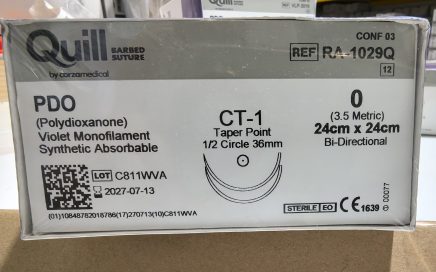 PDO
Quill BARBED SUTURE
by corzamedical
CONF 03
REF RA-1029Q
12
PDO
(Polydioxanone)
Violet Monofilament
Synthetic Absorbable
CT-1
Taper Point
1/2 Circle 36mm
0
(3.5 Metric)
24cm x 24cm
Bi-Directional
LOT C811WVA
2027-07-13
(01)10848782018786(17)270713(10)C811WVA
STERILE EO CE 1639
00077